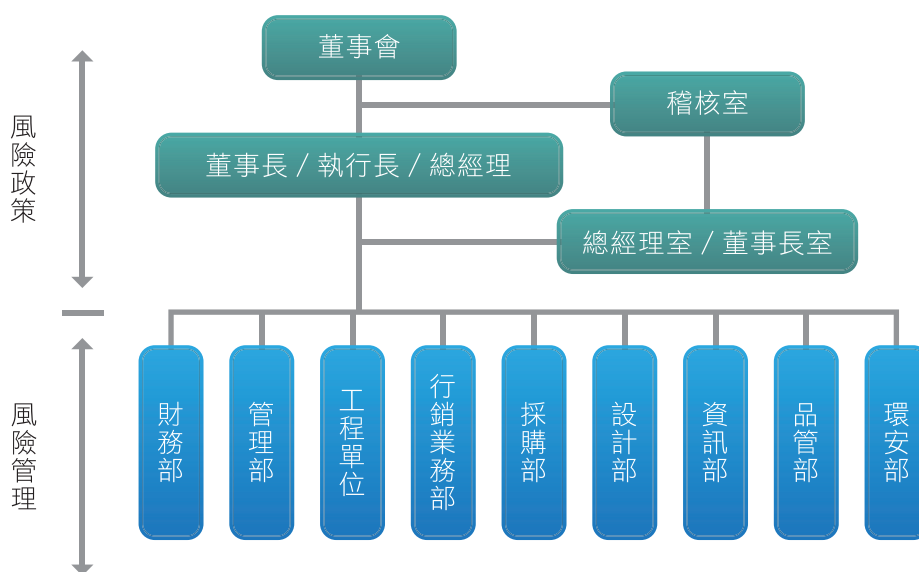 董事會
稽核室
董事長 / 執行長 / 總經理
總經理室 / 董事長室
風險政策
風險管理
財務部
管理部
工程單位
行銷業務部
採購部
設計部
資訊部
品管部
環安部